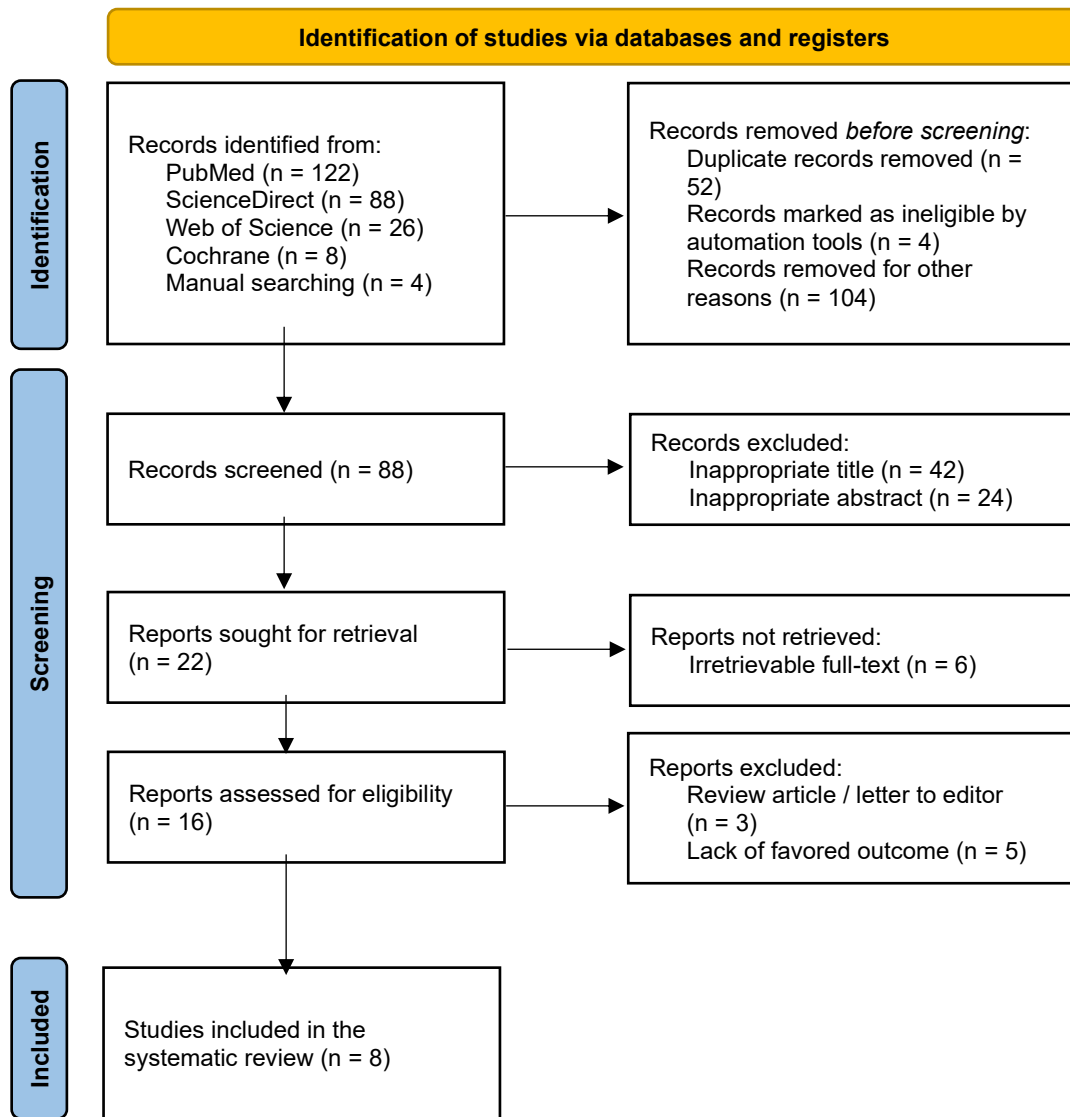 Identification of studies via databases and registers
Identification
Records identified from:
PubMed (n = 122)
ScienceDirect (n = 88)
Web of Science (n = 26)
Cochrane (n = 8)
Manual searching (n = 4)
Records removed before screening:
Duplicate records removed (n =
52)
Records marked as ineligible by
automation tools (n = 4)
Records removed for other
reasons (n = 104)
Screening
Records screened (n = 88)
Records excluded:
Inappropriate title (n = 42)
Inappropriate abstract (n = 24)
Reports sought for retrieval
(n = 22)
Reports not retrieved:
Irretrievable full-text (n = 6)
Reports assessed for eligibility
(n = 16)
Reports excluded:
Review article / letter to editor
(n = 3)
Lack of favored outcome (n = 5)
Included
Studies included in the
systematic review (n = 8)